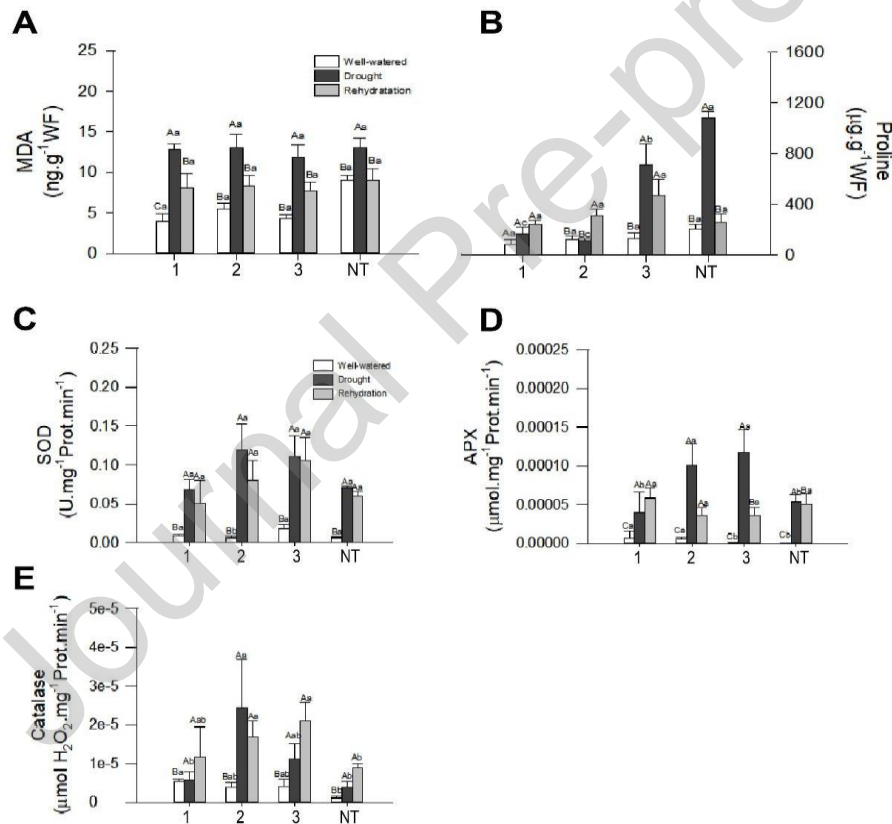 A
25
20
15
10
5
0
MDA
(ng.g⁻¹WF)
Well-watered
Drought
Rehydratation
Ca Aa Ba
Ba Aa Ba
Ba Aa Ba
Ba Aa Ba
1 2 3 NT
B
1600
1200
800
400
0
Proline
(µg.g⁻¹WF)
Aa Ac Aa
Ba Bc Aa
Ba Ab Aa
Ba Aa Ba
1 2 3 NT
C
0.25
0.20
0.15
0.10
0.05
0.00
SOD
(U.mg⁻¹Prot.min⁻¹)
Well-watered
Drought
Rehydration
Ba Aa Aa
Bb Aa Aa
Ba Aa Aa
Ba Aa Aa
1 2 3 NT
D
0.00025
0.00020
0.00015
0.00010
0.00005
0.00000
APX
(µmol.mg⁻¹Prot.min⁻¹)
Ca Ab Aa
Ca Aa Aa
Cb Aa Ba
Cb Ab Ba
1 2 3 NT
E
5e-5
4e-5
3e-5
2e-5
1e-5
0
Catalase
(µmol H₂O₂.mg⁻¹Prot.min⁻¹)
Ba Ab Aab
Bab Aa Aa
Bab Aab Aa
Bb Ab Ab
1 2 3 NT
Journal Pre-pro